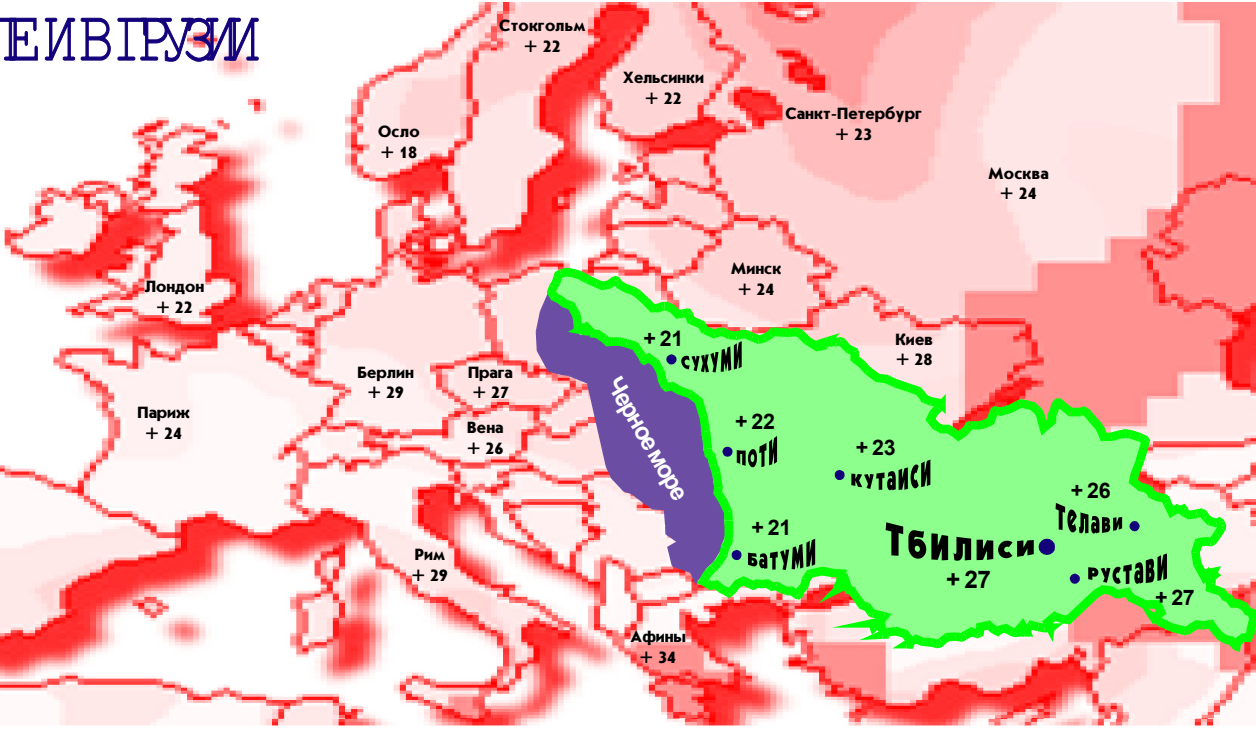 Е И В ГРУЗИИ
Стокгольм
+ 22
Хельсинки
+ 22
Санкт-Петербург
+ 23
Осло
+ 18
Москва
+ 24
Минск
+ 24
Лондон
+ 22
Киев
+ 28
+ 21
СУХУМИ
Берлин
+ 29
Прага
+ 27
Париж
+ 24
Вена
+ 26
Черное море
+ 22
ПОТИ
+ 23
КУТАИСИ
+ 26
Телави
+ 21
БАТУМИ
Тбилиси
+ 27
РУСТАВИ
+ 27
Рим
+ 29
Афины
+ 34